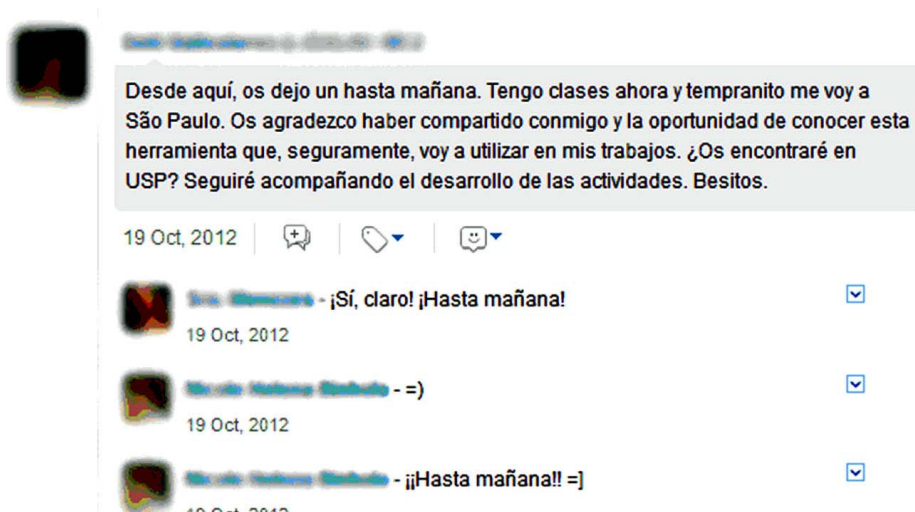 Desde aquí, os dejo un hasta mañana. Tengo clases ahora y tempranito me voy a
São Paulo. Os agradezco haber compartido conmigo y la oportunidad de conocer esta
herramienta que, seguramente, voy a utilizar en mis trabajos. ¿Os encontraré en
USP? Seguiré acompañando el desarrollo de las actividades. Besitos.
19 Oct, 2012
- ¡Sí, claro! ¡Hasta mañana!
19 Oct, 2012
- =)
19 Oct, 2012
- ¡¡Hasta mañana!! =]
19 Oct, 2012